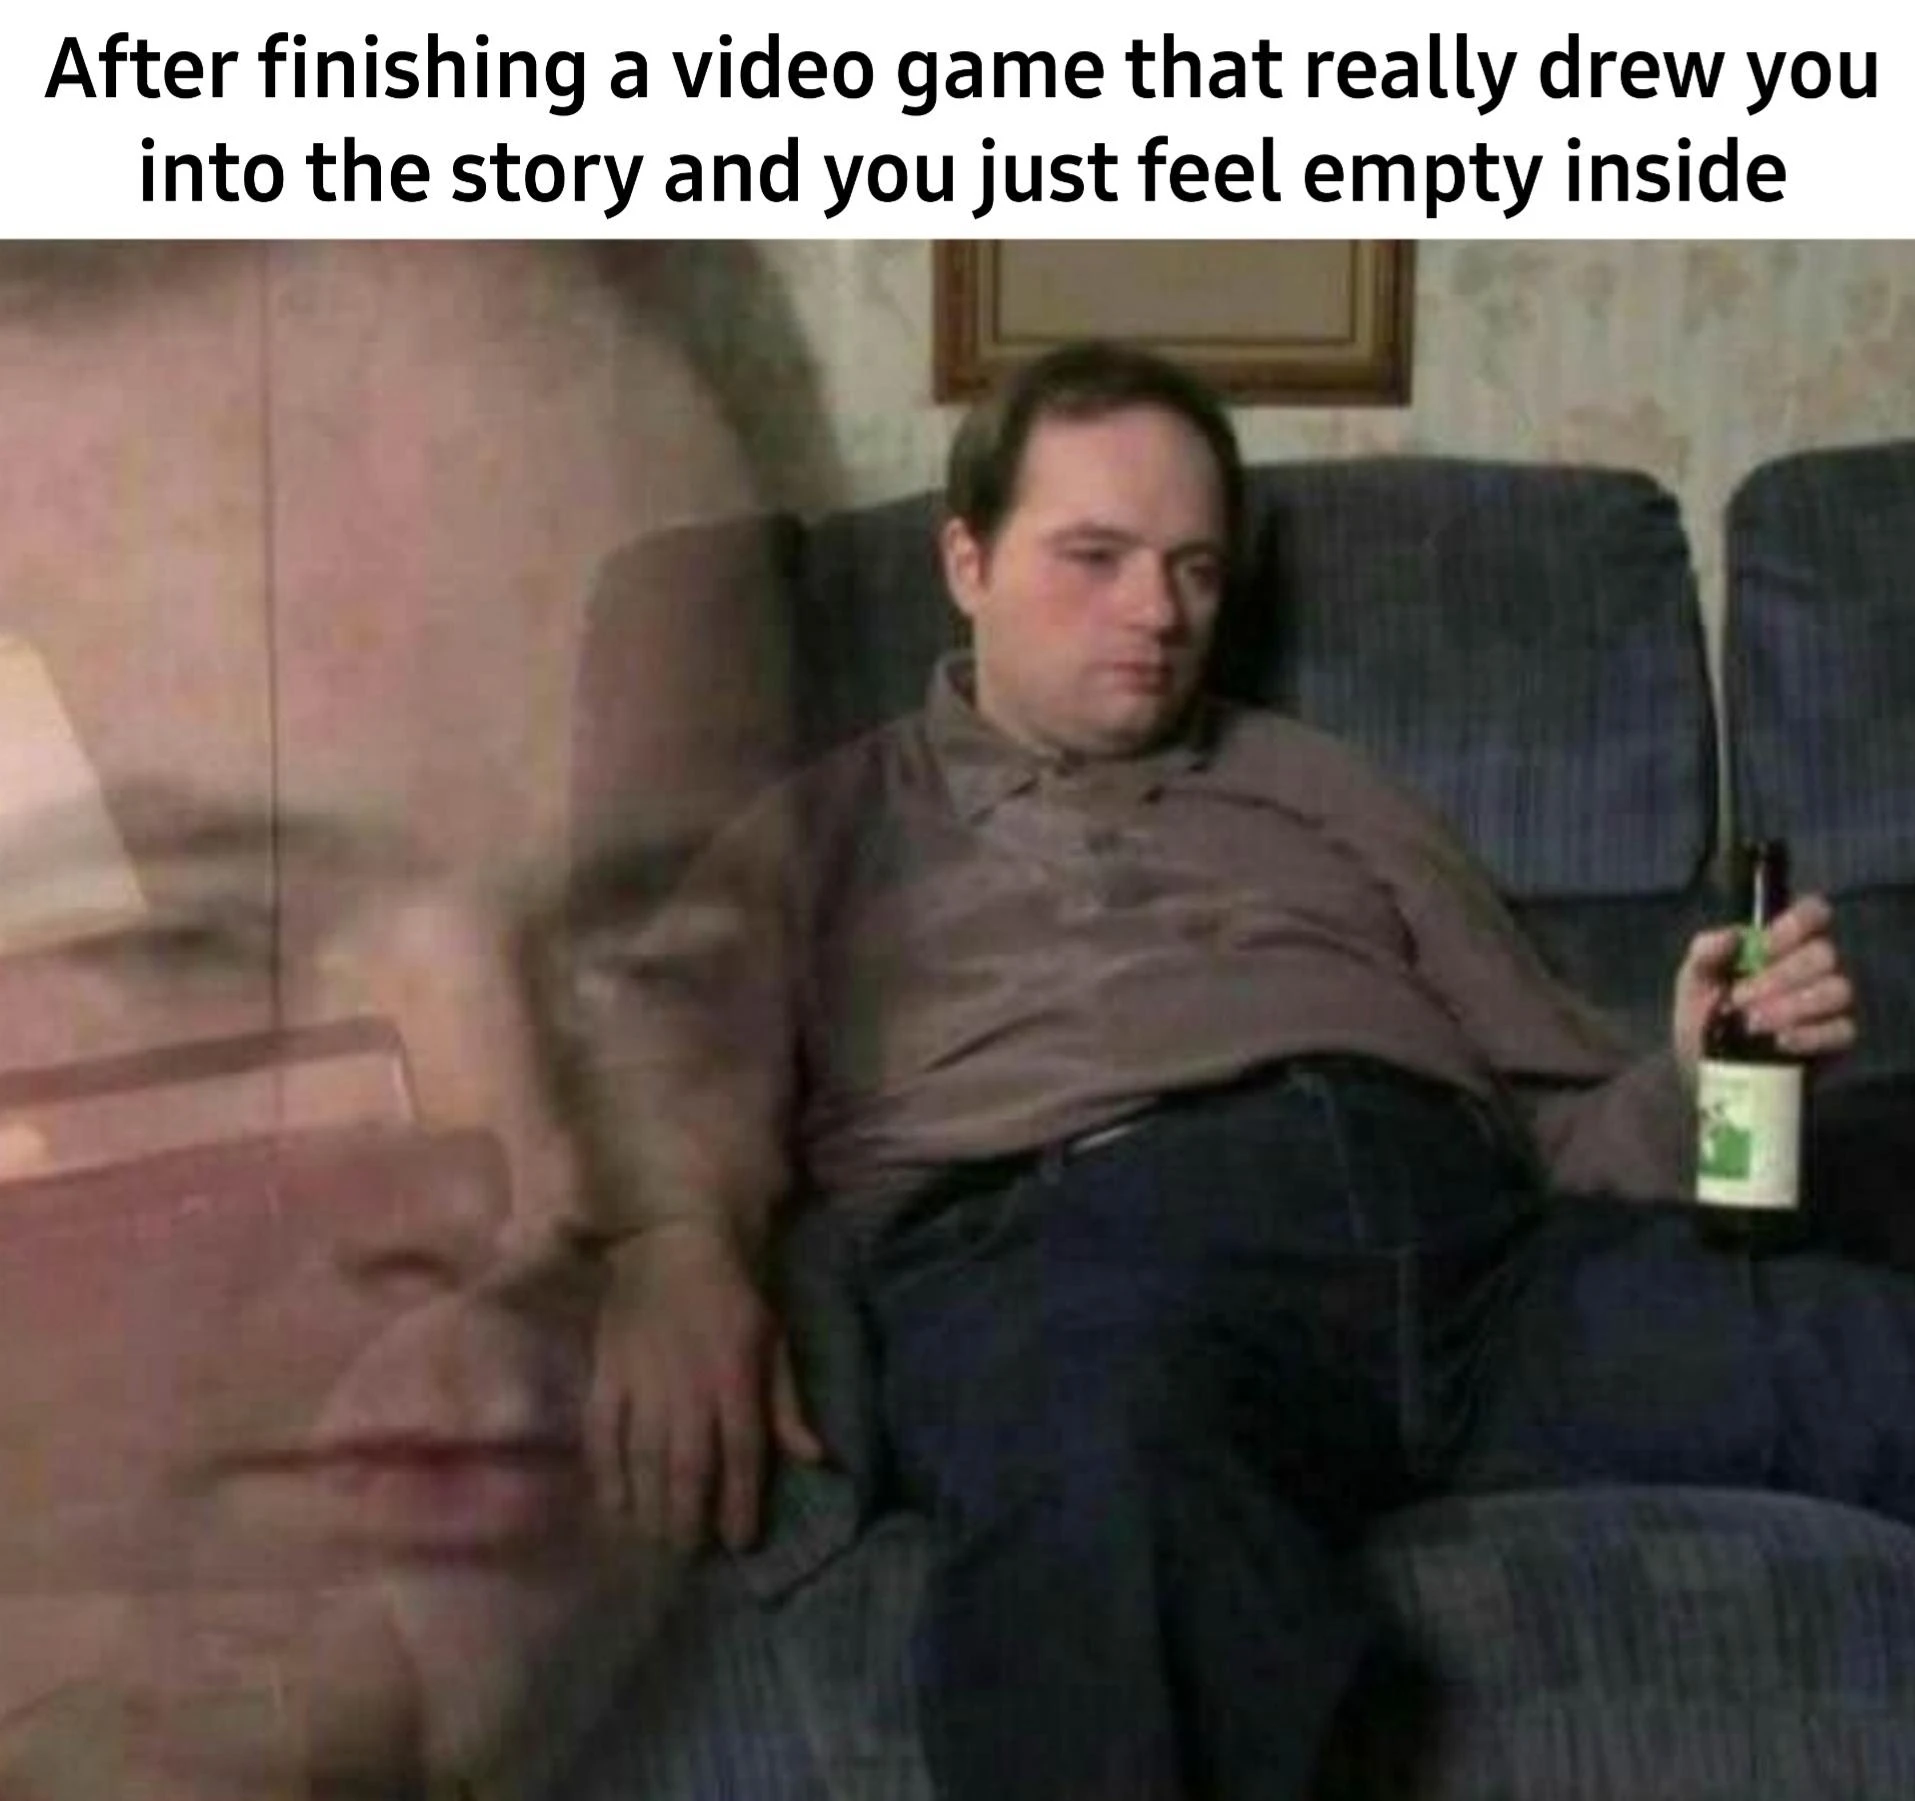 After finishing a video game that really drew you
into the story and you just feel empty inside